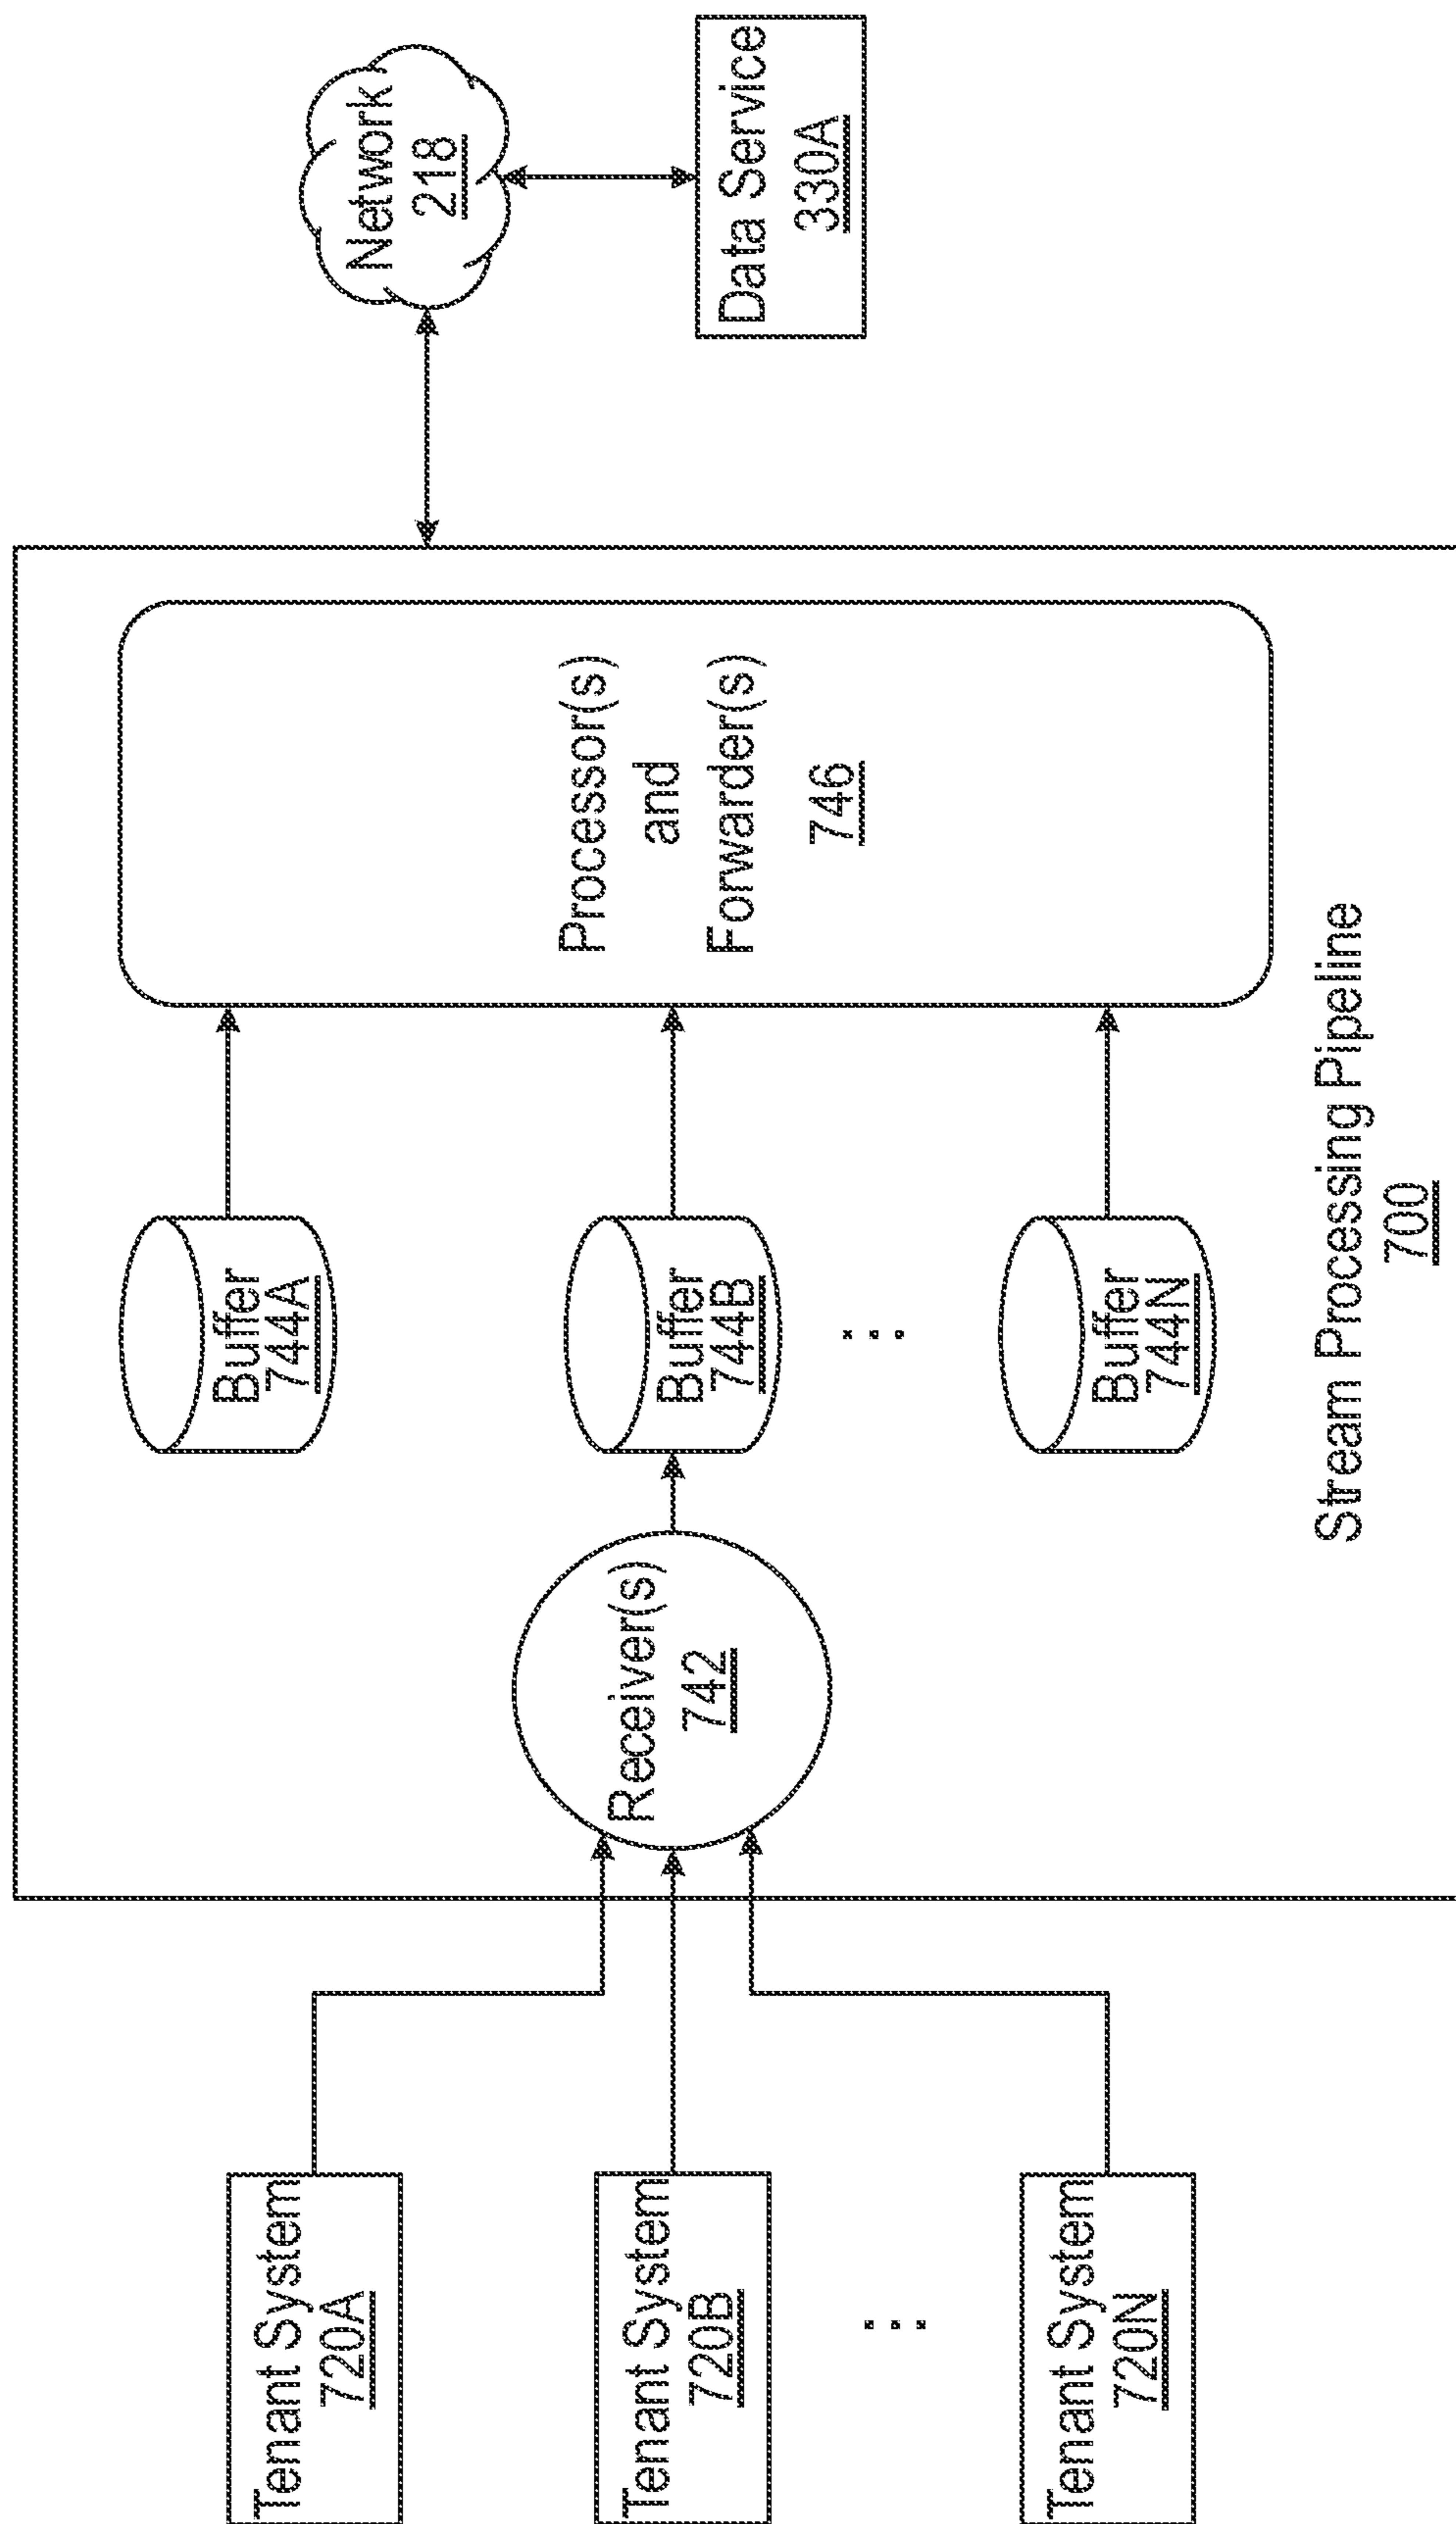 Tenant System
720A
Tenant System
720B
...
Tenant System
720N
Receiver(s)
742
Buffer
744A
Buffer
744B
...
Buffer
744N
Processor(s)
and
Forwarder(s)
746
Stream Processing Pipeline
700
Network
218
Data Service
330A